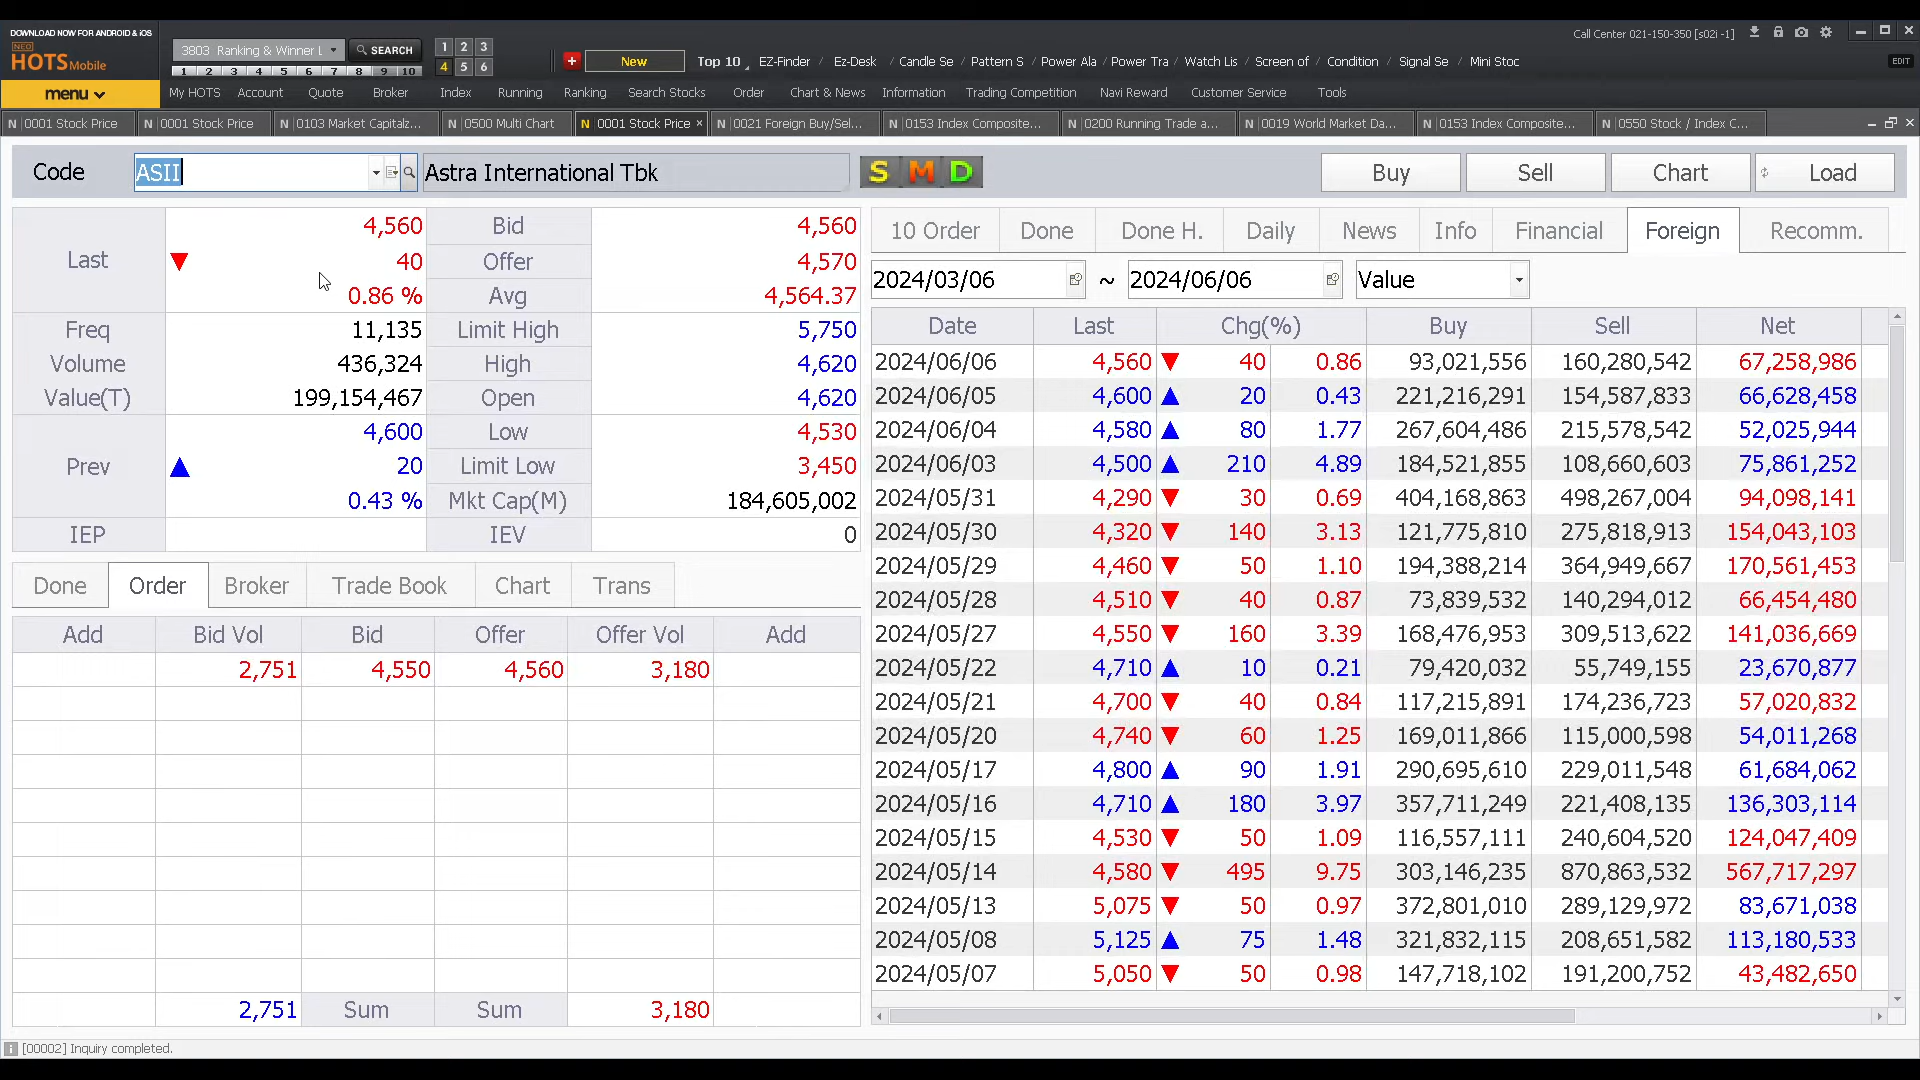 DOWNLOAD NOW FOR ANDROID & iOS
NEO
HOTS Mobile
3803 Ranking & Winner L
SEARCH
1 2 3 4 5 6 7 8 9 10
1 2 3
4 5 6
New
Top 10 EZ-Finder / Ez-Desk / Candle Se / Pattern S / Power Ala / Power Tra / Watch Lis / Screen of / Condition / Signal Se / Mini Stoc
Call Center 021-150-350 [s02i -1]
EDIT
menu
My HOTS Account Quote Broker Index Running Ranking Search Stocks Order Chart & News Information Trading Competition Navi Reward Customer Service Tools
N 0001 Stock Price N 0001 Stock Price N 0103 Market Capitalz... N 0500 Multi Chart N 0001 Stock Price × N 0021 Foreign Buy/Sel... N 0153 Index Composite... N 0200 Running Trade a... N 0019 World Market Da... N 0153 Index Composite... N 0550 Stock / Index C...
Code ASII Astra International Tbk S M D Buy Sell Chart Load
Last 4,560 Bid 4,560
▼ 40 Offer 4,570
0.86 % Avg 4,564.37
Freq 11,135 Limit High 5,750
Volume 436,324 High 4,620
Value(T) 199,154,467 Open 4,620
Prev 4,600 Low 4,530
▲ 20 Limit Low 3,450
0.43 % Mkt Cap(M) 184,605,002
IEP IEV 0
Done Order Broker Trade Book Chart Trans
Add Bid Vol Bid Offer Offer Vol Add
2,751 4,550 4,560 3,180
2,751 Sum Sum 3,180
10 Order Done Done H. Daily News Info Financial Foreign Recomm.
2024/03/06 ~ 2024/06/06 Value
Date Last Chg(%) Buy Sell Net
2024/06/06 4,560 ▼ 40 0.86 93,021,556 160,280,542 67,258,986
2024/06/05 4,600 ▲ 20 0.43 221,216,291 154,587,833 66,628,458
2024/06/04 4,580 ▲ 80 1.77 267,604,486 215,578,542 52,025,944
2024/06/03 4,500 ▲ 210 4.89 184,521,855 108,660,603 75,861,252
2024/05/31 4,290 ▼ 30 0.69 404,168,863 498,267,004 94,098,141
2024/05/30 4,320 ▼ 140 3.13 121,775,810 275,818,913 154,043,103
2024/05/29 4,460 ▼ 50 1.10 194,388,214 364,949,667 170,561,453
2024/05/28 4,510 ▼ 40 0.87 73,839,532 140,294,012 66,454,480
2024/05/27 4,550 ▼ 160 3.39 168,476,953 309,513,622 141,036,669
2024/05/22 4,710 ▲ 10 0.21 79,420,032 55,749,155 23,670,877
2024/05/21 4,700 ▼ 40 0.84 117,215,891 174,236,723 57,020,832
2024/05/20 4,740 ▼ 60 1.25 169,011,866 115,000,598 54,011,268
2024/05/17 4,800 ▲ 90 1.91 290,695,610 229,011,548 61,684,062
2024/05/16 4,710 ▲ 180 3.97 357,711,249 221,408,135 136,303,114
2024/05/15 4,530 ▼ 50 1.09 116,557,111 240,604,520 124,047,409
2024/05/14 4,580 ▼ 495 9.75 303,146,235 870,863,532 567,717,297
2024/05/13 5,075 ▼ 50 0.97 372,801,010 289,129,972 83,671,038
2024/05/08 5,125 ▲ 75 1.48 321,832,115 208,651,582 113,180,533
2024/05/07 5,050 ▼ 50 0.98 147,718,102 191,200,752 43,482,650
[00002] Inquiry completed.